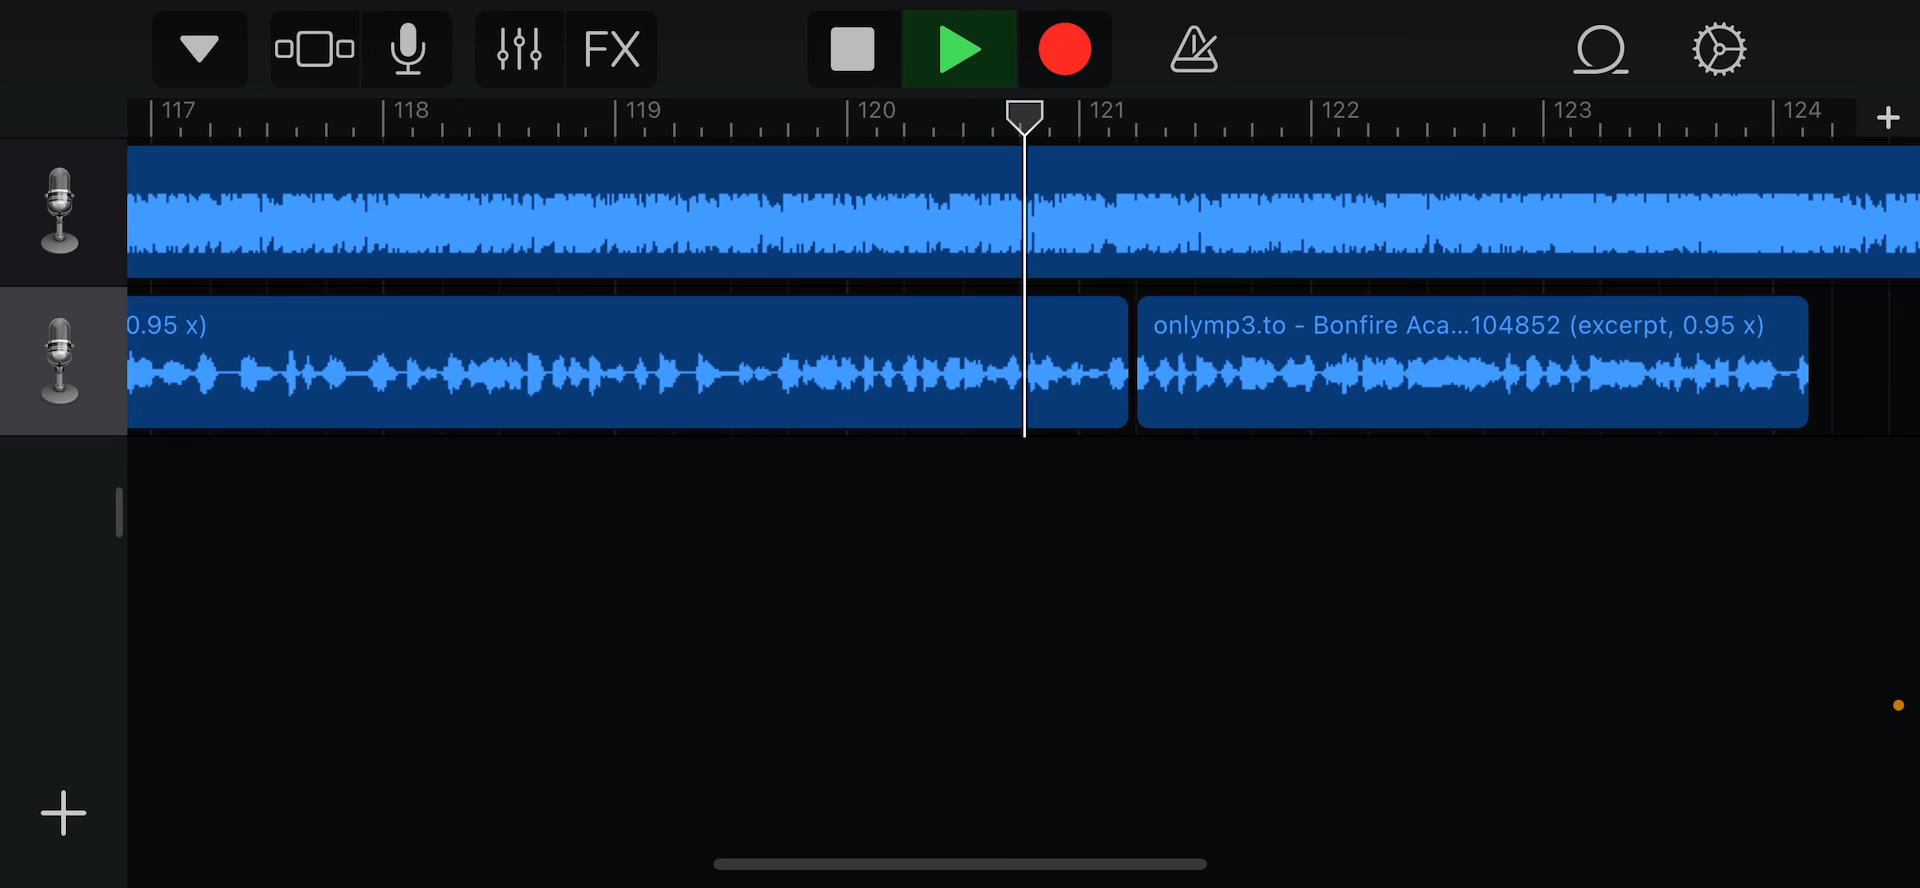 FX
117 118 119 120 121 122 123 124
0.95 x)
onlymp3.to - Bonfire Aca...104852 (excerpt, 0.95 x)